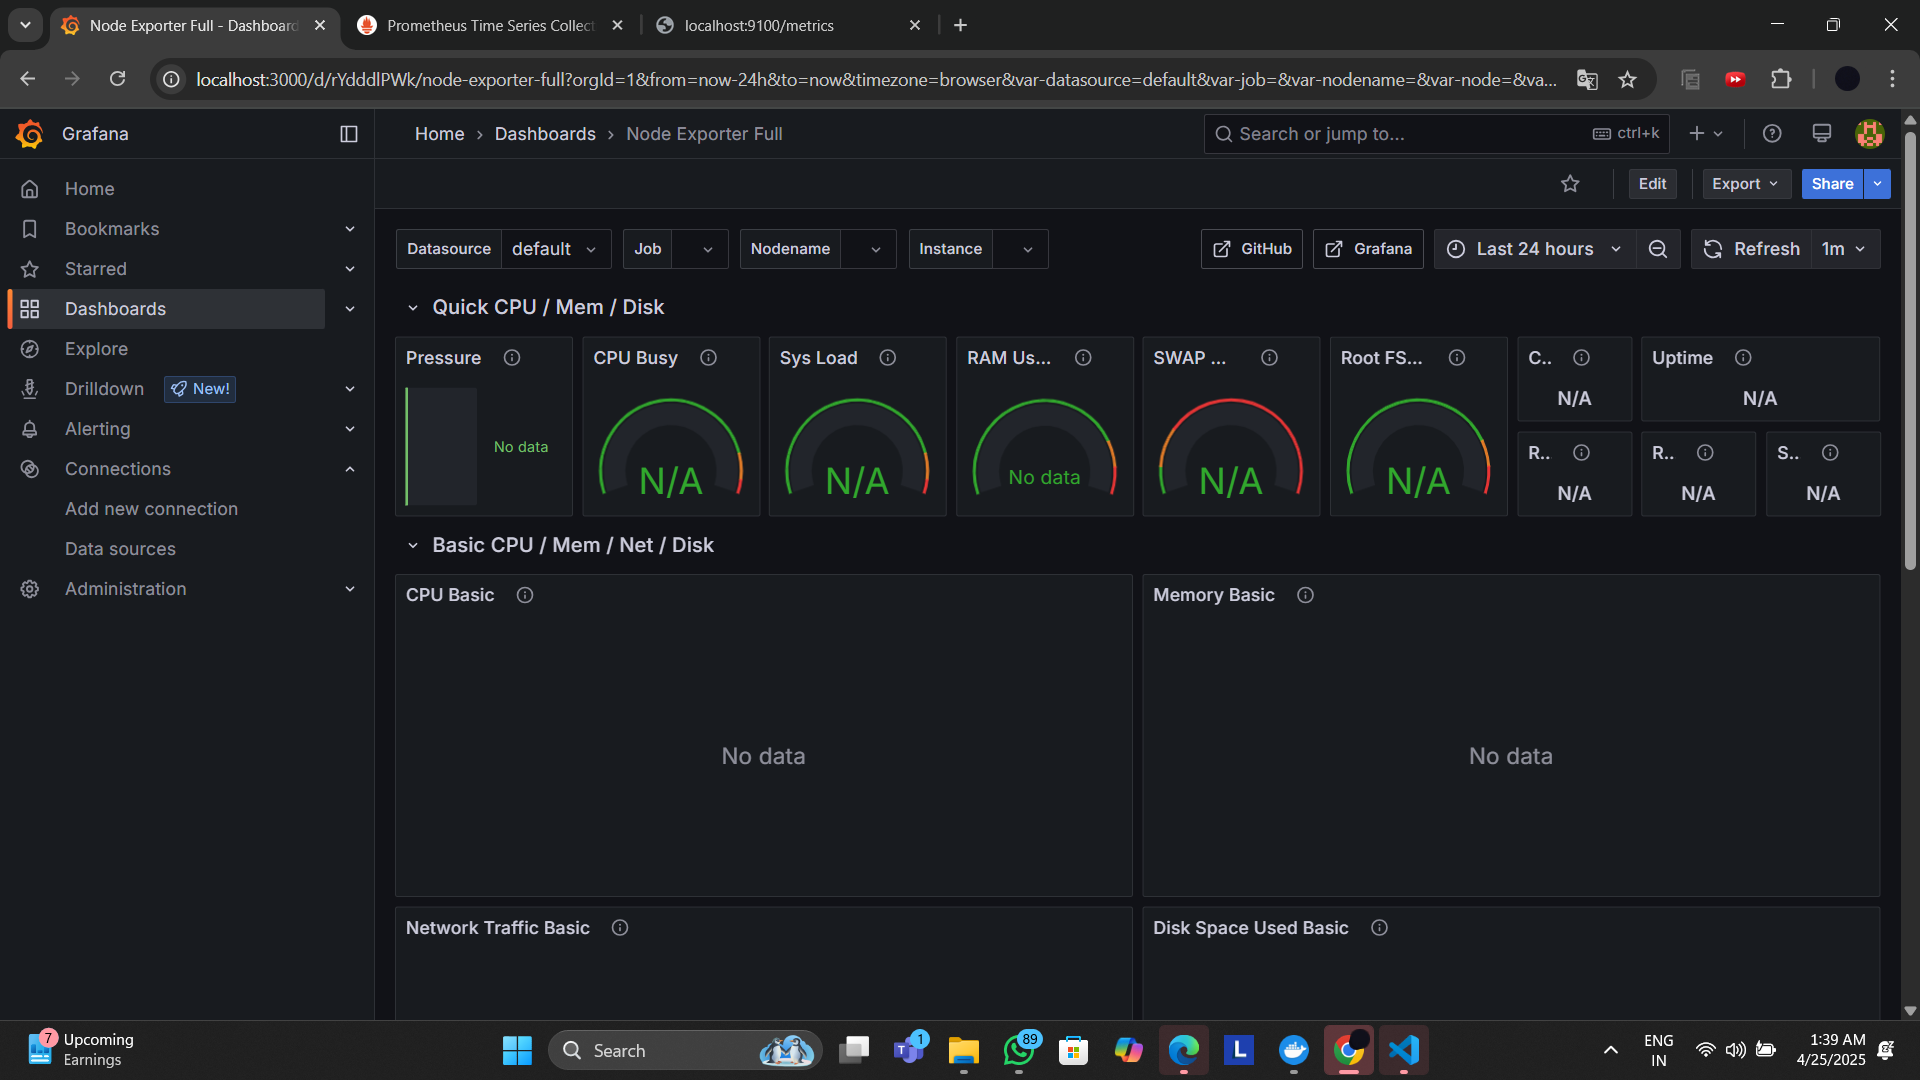 Node Exporter Full - Dashboard
Prometheus Time Series Collect
localhost:9100/metrics
localhost:3000/d/rYdddlPWk/node-exporter-full?orgId=1&from=now-24h&to=now&timezone=browser&var-datasource=default&var-job=&var-nodename=&var-node=&va...
Grafana
Home › Dashboards › Node Exporter Full
Search or jump to...
ctrl+k
Edit
Export
Share
Home
Bookmarks
Starred
Dashboards
Explore
Drilldown New!
Alerting
Connections
Add new connection
Data sources
Administration
Datasource default
Job
Nodename
Instance
GitHub
Grafana
Last 24 hours
Refresh 1m
Quick CPU / Mem / Disk
Pressure
No data
CPU Busy
N/A
Sys Load
N/A
RAM Us...
No data
SWAP ...
N/A
Root FS...
N/A
C..
N/A
Uptime
N/A
R..
N/A
R..
N/A
S..
N/A
Basic CPU / Mem / Net / Disk
CPU Basic
No data
Memory Basic
No data
Network Traffic Basic
Disk Space Used Basic
7
Upcoming
Earnings
Search
T
1
89
L
ENG
IN
1:39 AM
4/25/2025